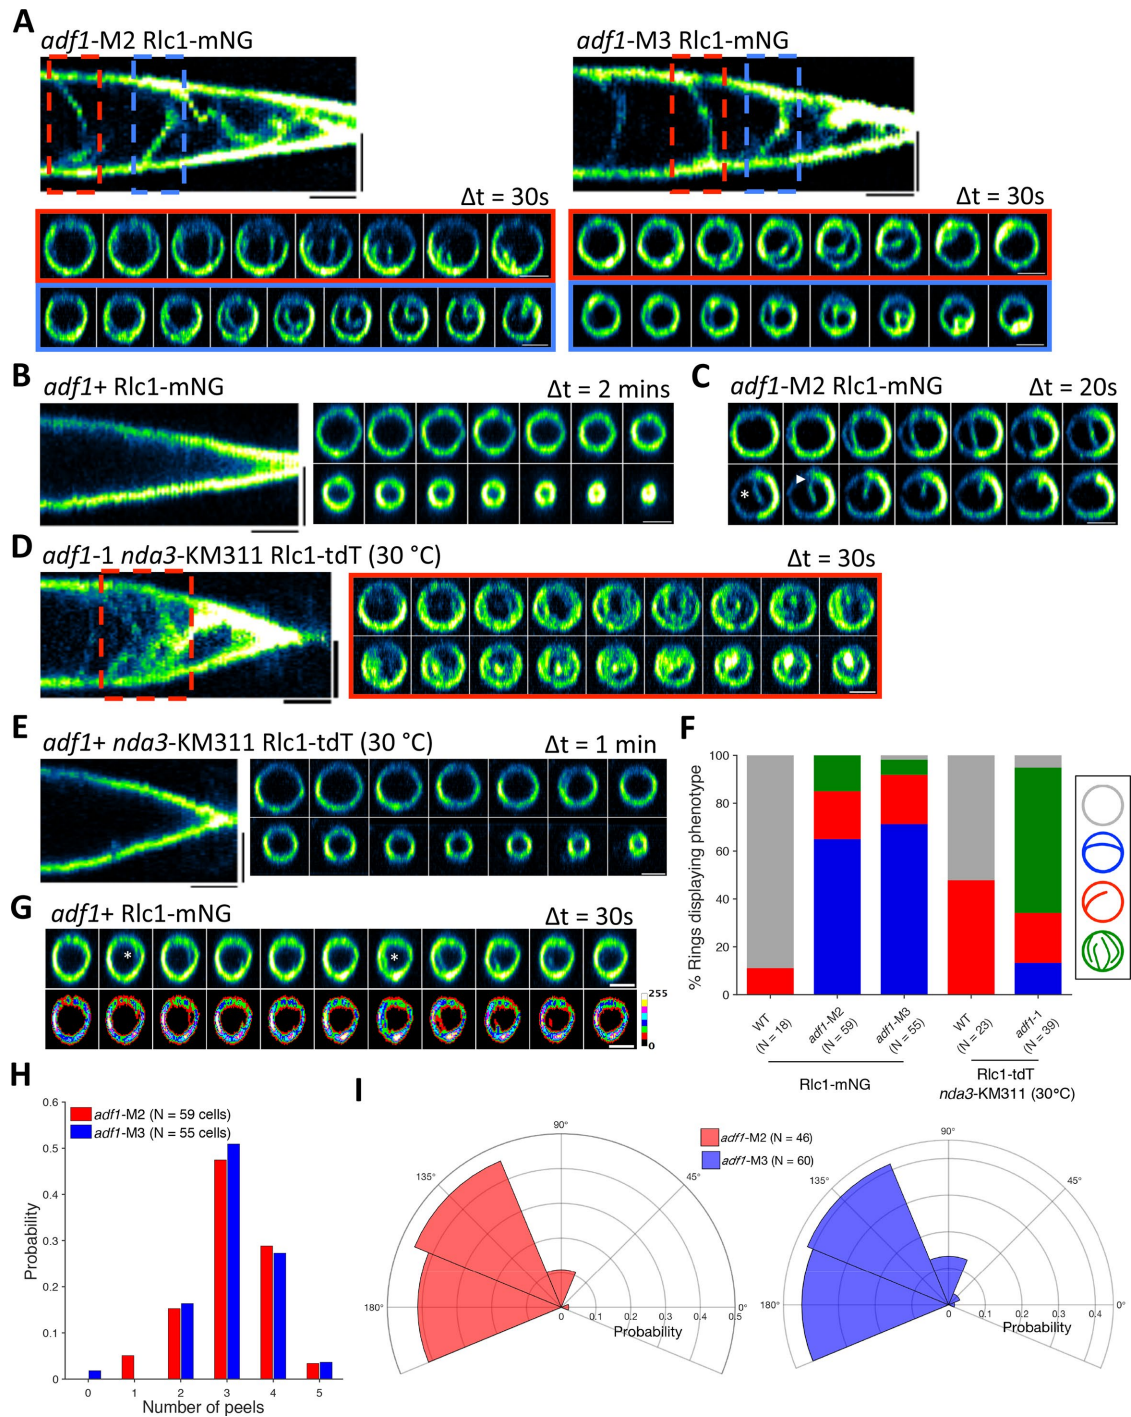 A
adf1-M2 Rlc1-mNG
adf1-M3 Rlc1-mNG
Δt = 30s
Δt = 30s
B
adf1+ Rlc1-mNG
Δt = 2 mins
C
adf1-M2 Rlc1-mNG
Δt = 20s
*
D
adf1-1 nda3-KM311 Rlc1-tdT (30 °C)
Δt = 30s
E
adf1+ nda3-KM311 Rlc1-tdT (30 °C)
Δt = 1 min
F
% Rings displaying phenotype
100
80
60
40
20
0
WT (N = 18)
adf1-M2 (N = 59)
adf1-M3 (N = 55)
WT (N = 23)
adf1-1 (N = 39)
Rlc1-mNG
Rlc1-tdT
nda3-KM311 (30°C)
G
adf1+ Rlc1-mNG
Δt = 30s
*
*
255
0
H
adf1-M2 (N = 59 cells)
adf1-M3 (N = 55 cells)
Probability
0.6
0.5
0.4
0.3
0.2
0.1
0
0 1 2 3 4 5
Number of peels
I
adf1-M2 (N = 46)
adf1-M3 (N = 60)
90°
135°
45°
180°
0 0.1 0.2 0.3 0.4 0.5
0°
Probability
90°
135°
45°
180°
0 0.1 0.2 0.3 0.4
0°
Probability